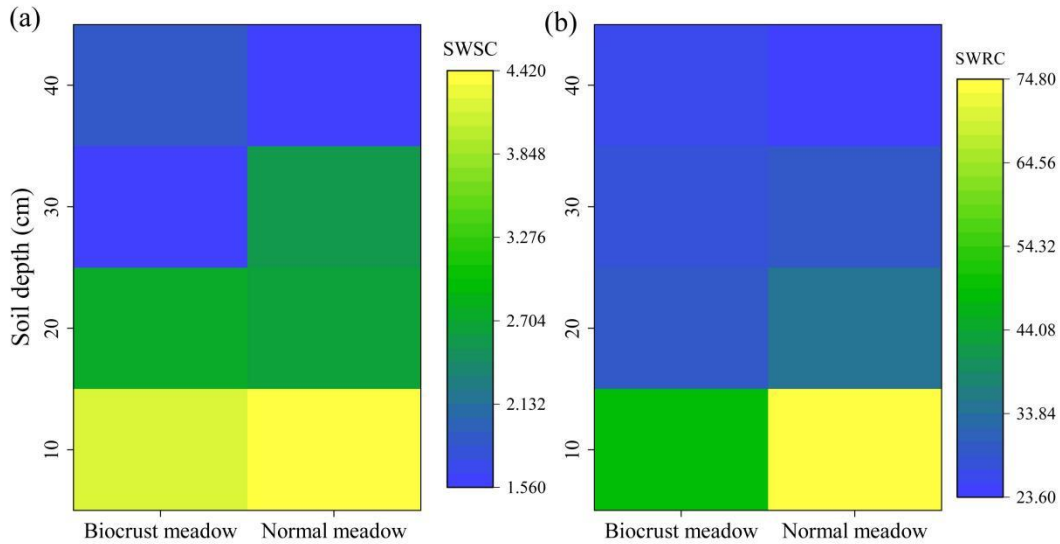 (a)
SWSC
4.420
3.848
3.276
2.704
2.132
1.560
Soil depth (cm)
40
30
20
10
Biocrust meadow Normal meadow
(b)
SWRC
74.80
64.56
54.32
44.08
33.84
23.60
40
30
20
10
Biocrust meadow Normal meadow